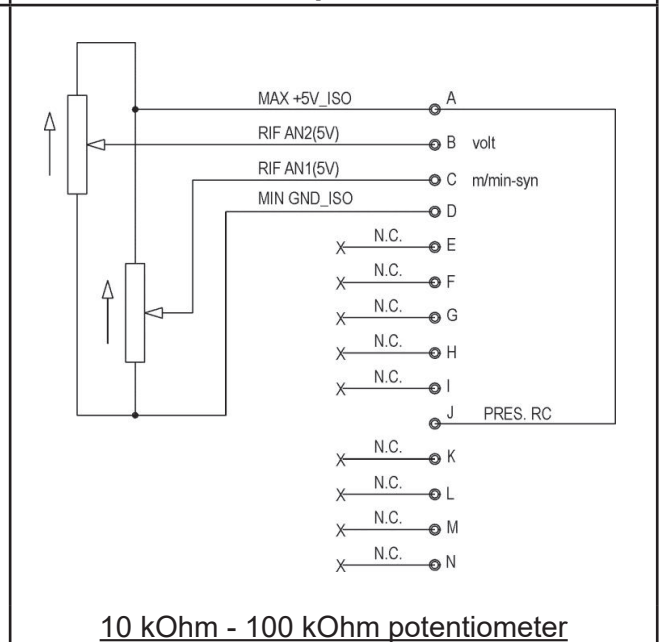 MAX +5V_ISO A
RIF AN2(5V) B volt
RIF AN1(5V) C m/min-syn
MIN GND_ISO D
N.C. E
N.C. F
N.C. G
N.C. H
N.C. I
J PRES. RC
N.C. K
N.C. L
N.C. M
N.C. N
10 kOhm - 100 kOhm potentiometer